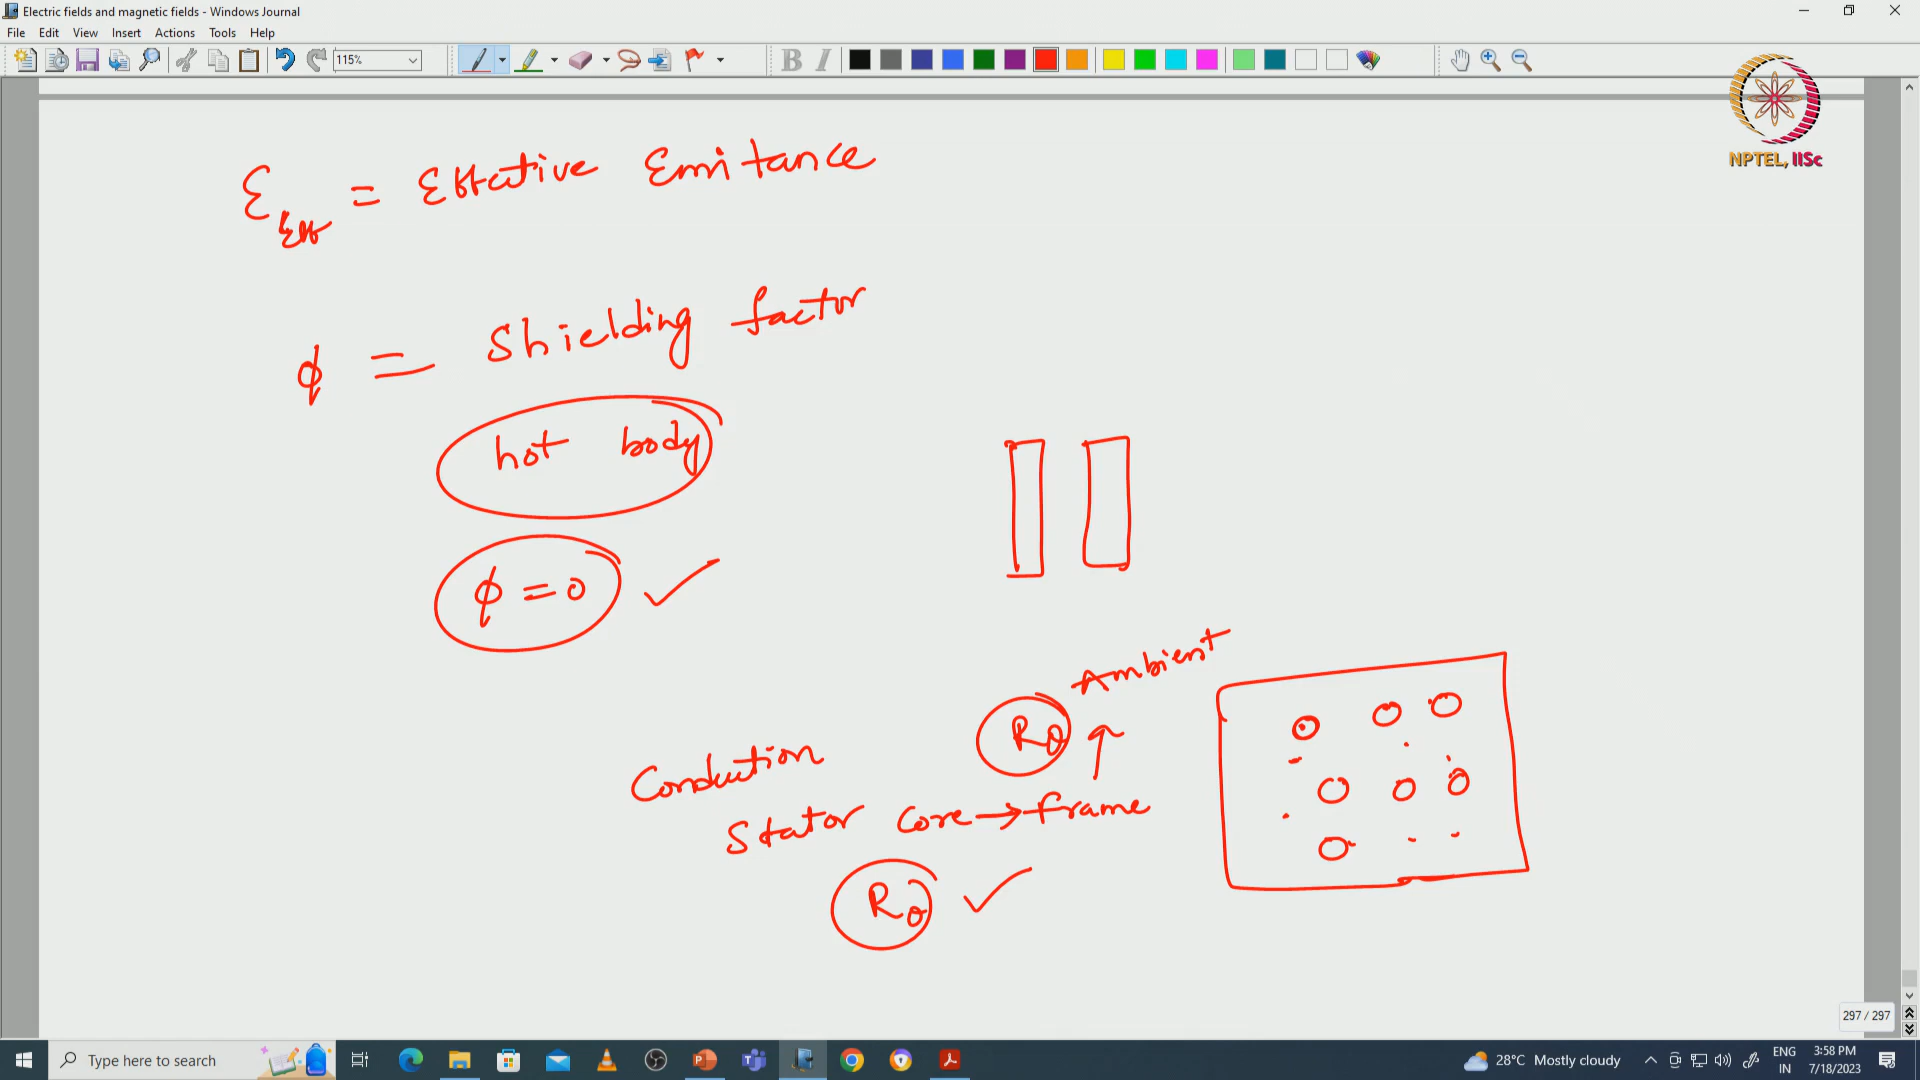 Electric fields and magnetic fields - Windows Journal
File Edit View Insert Actions Tools Help
115%
B I
NPTEL, IISc
ε_Eff = Effective Emitance
φ = Shielding factor
hot body
φ = 0 ✓
Ambient
Rθ ↑
Conduction
Stator Core → frame
Rθ ✓
297 / 297
Type here to search
28°C Mostly cloudy
ENG
IN
3:58 PM
7/18/2023